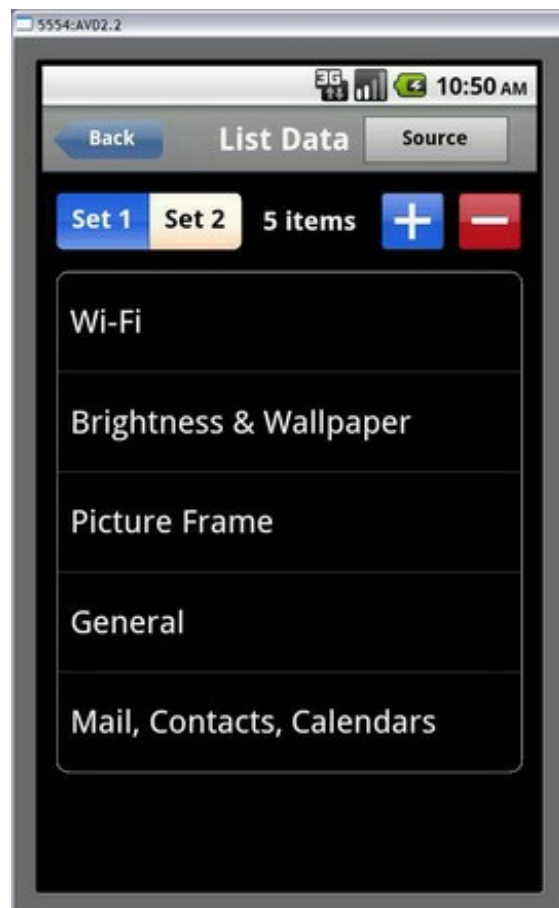 5554:AVD2.2
3G 10:50 AM
Back List Data Source
Set 1 Set 2 5 items + −
Wi-Fi
Brightness & Wallpaper
Picture Frame
General
Mail, Contacts, Calendars